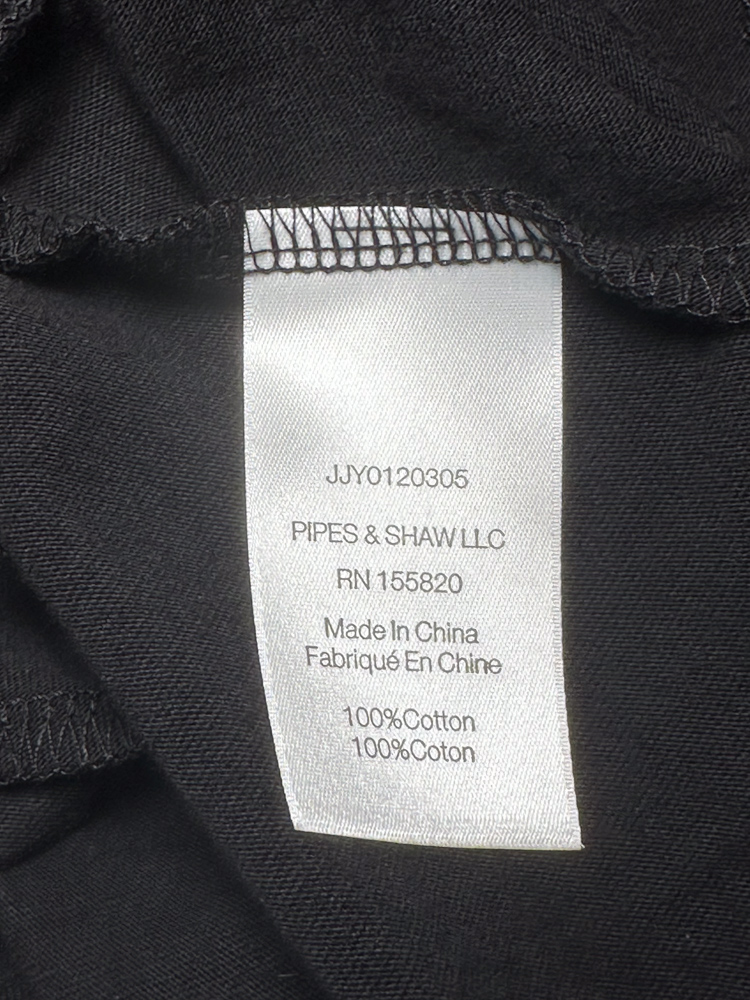 JJY0120305
PIPES & SHAW LLC
RN 155820
Made In China
Fabriqué En Chine
100%Cotton
100%Coton